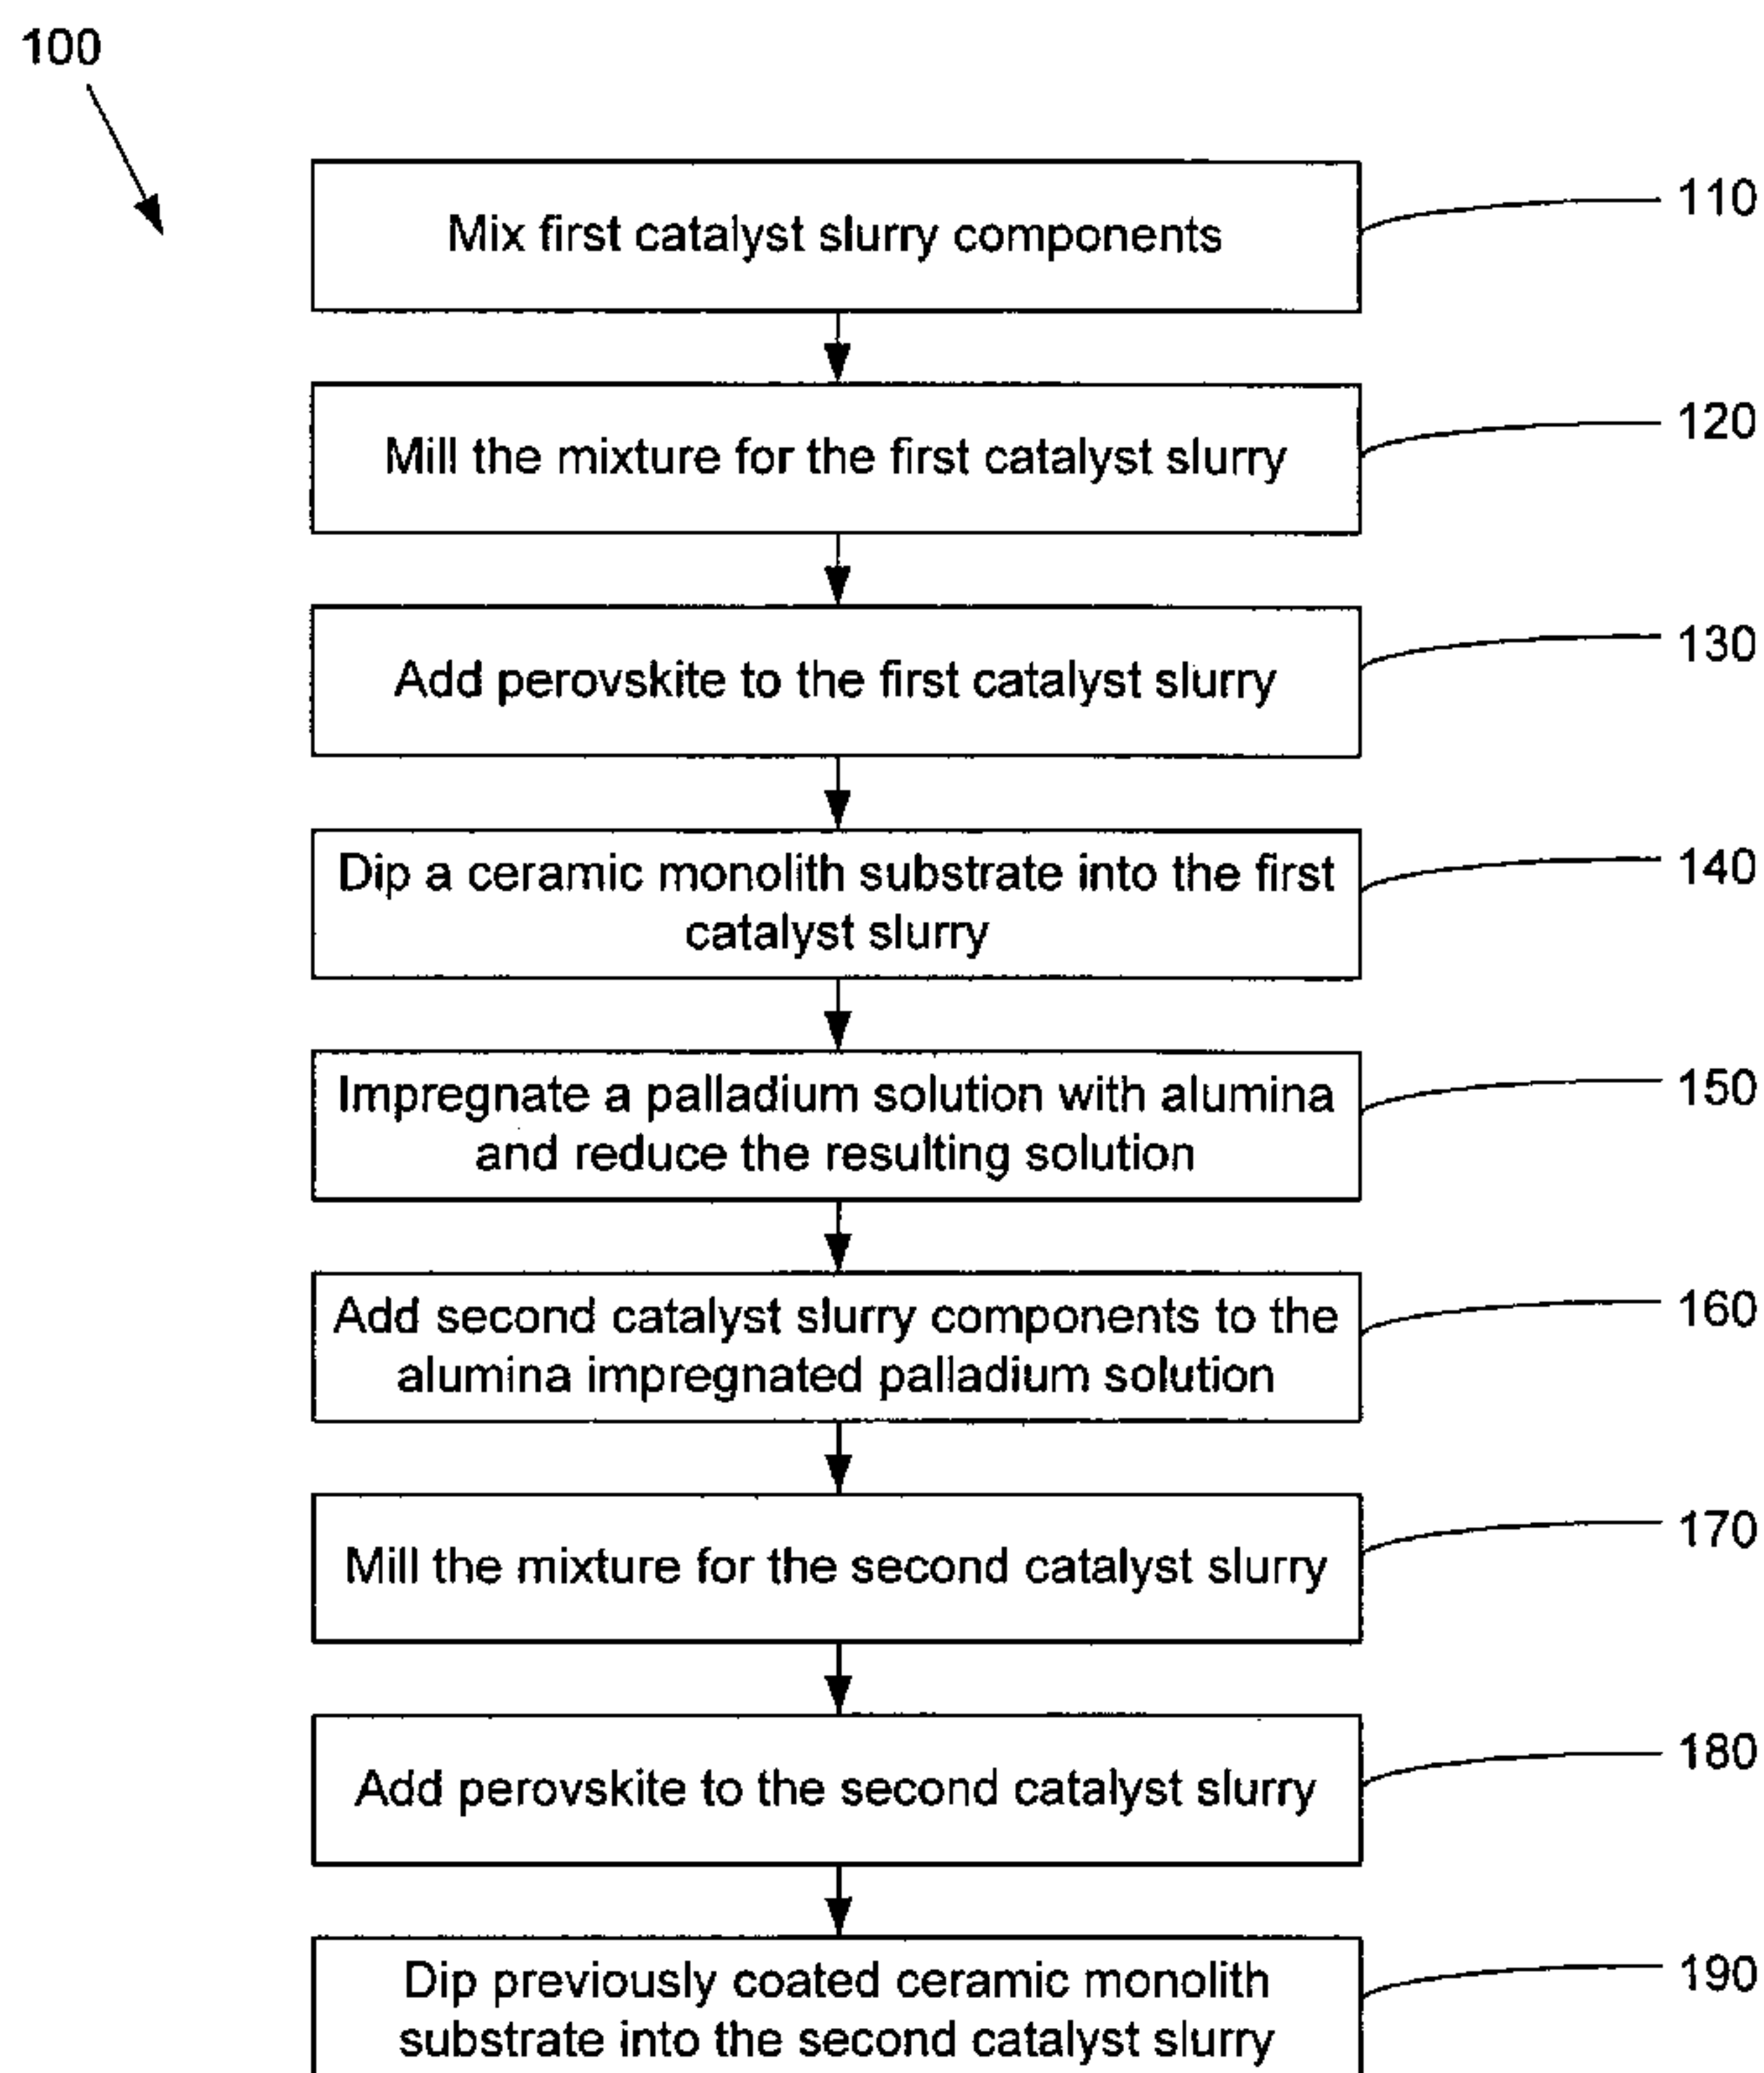 100
Mix first catalyst slurry components
110
Mill the mixture for the first catalyst slurry
120
Add perovskite to the first catalyst slurry
130
Dip a ceramic monolith substrate into the first
catalyst slurry
140
Impregnate a palladium solution with alumina
and reduce the resulting solution
150
Add second catalyst slurry components to the
alumina impregnated palladium solution
160
Mill the mixture for the second catalyst slurry
170
Add perovskite to the second catalyst slurry
180
Dip previously coated ceramic monolith
substrate into the second catalyst slurry
190